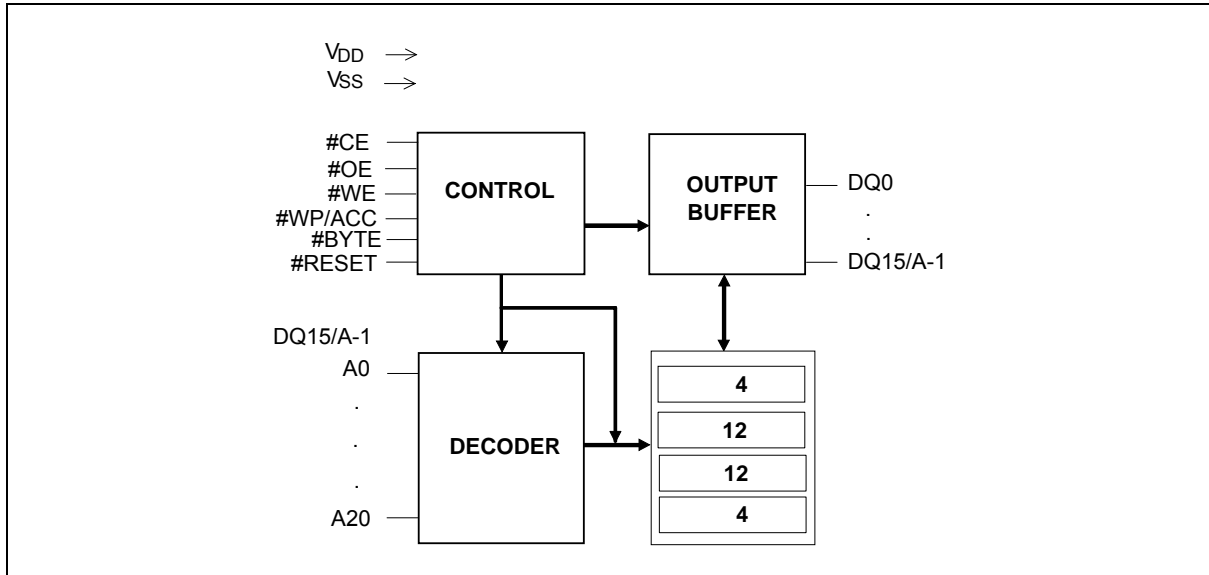 VDD
VSS
#CE
#OE
#WE
#WP/ACC
#BYTE
#RESET
CONTROL
OUTPUT
BUFFER
DQ0
.
.
DQ15/A-1
DQ15/A-1
A0
.
.
.
A20
DECODER
4
12
12
4